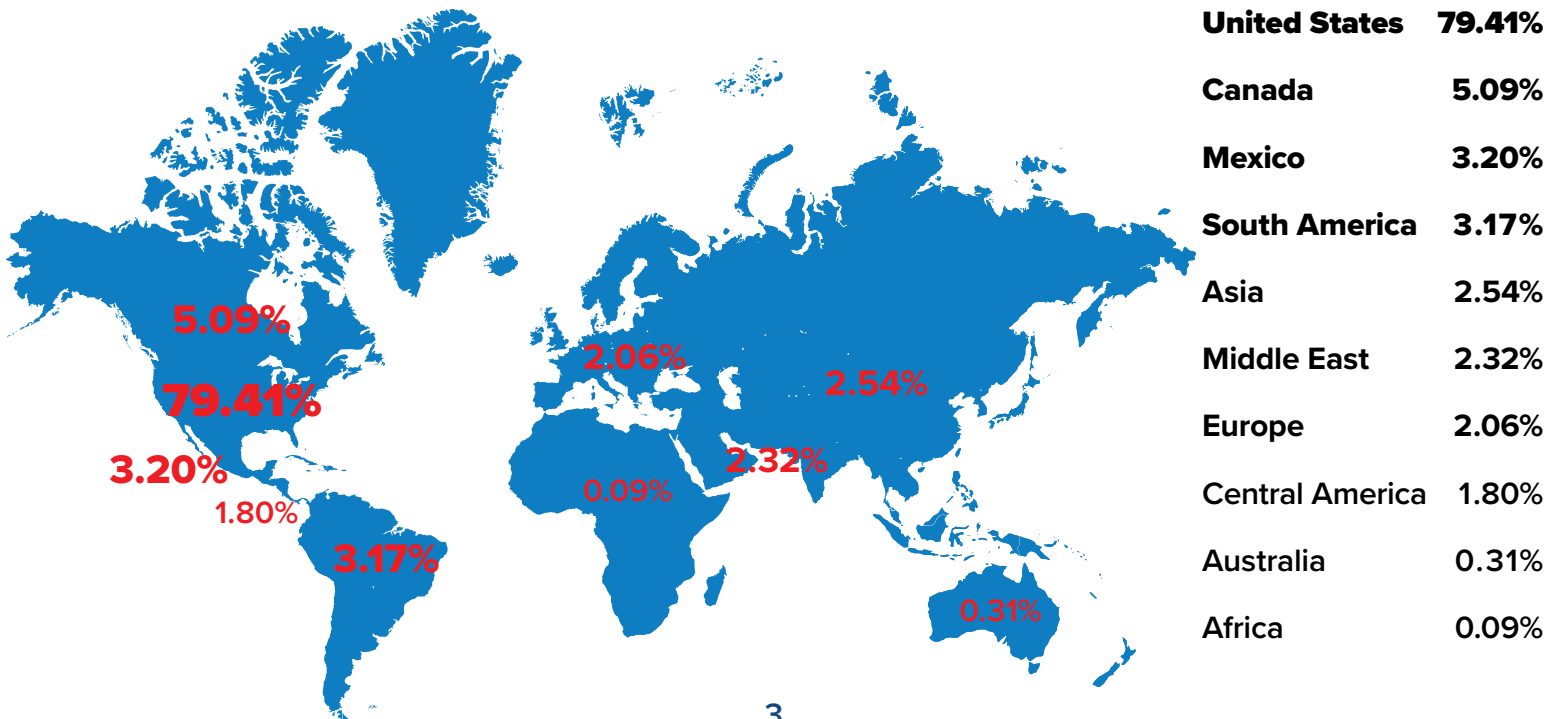 United States 79.41%
Canada 5.09%
Mexico 3.20%
South America 3.17%
Asia 2.54%
Middle East 2.32%
Europe 2.06%
Central America 1.80%
Australia 0.31%
Africa 0.09%
5.09%
79.41%
3.20%
1.80%
3.17%
2.06%
2.54%
2.32%
0.09%
0.31%
3